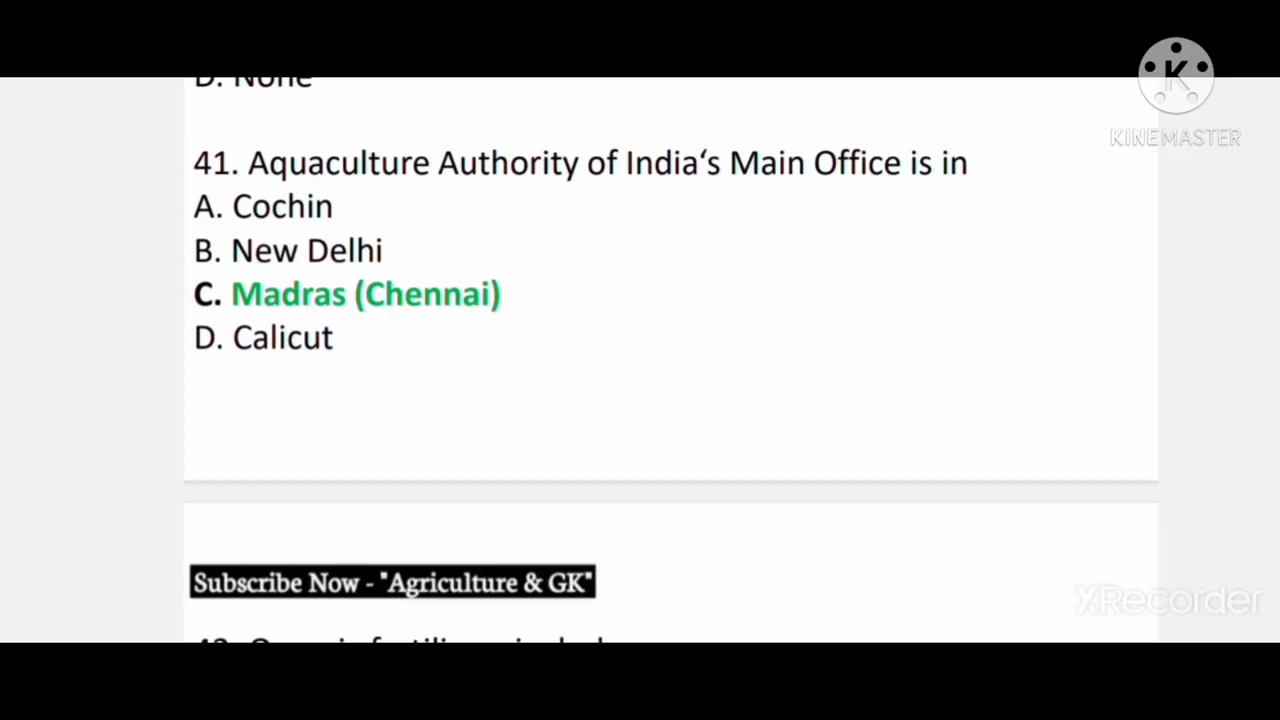 D. None
K
KINEMASTER
41. Aquaculture Authority of India‘s Main Office is in
A. Cochin
B. New Delhi
C. Madras (Chennai)
D. Calicut
Subscribe Now - "Agriculture & GK"
XRecorder